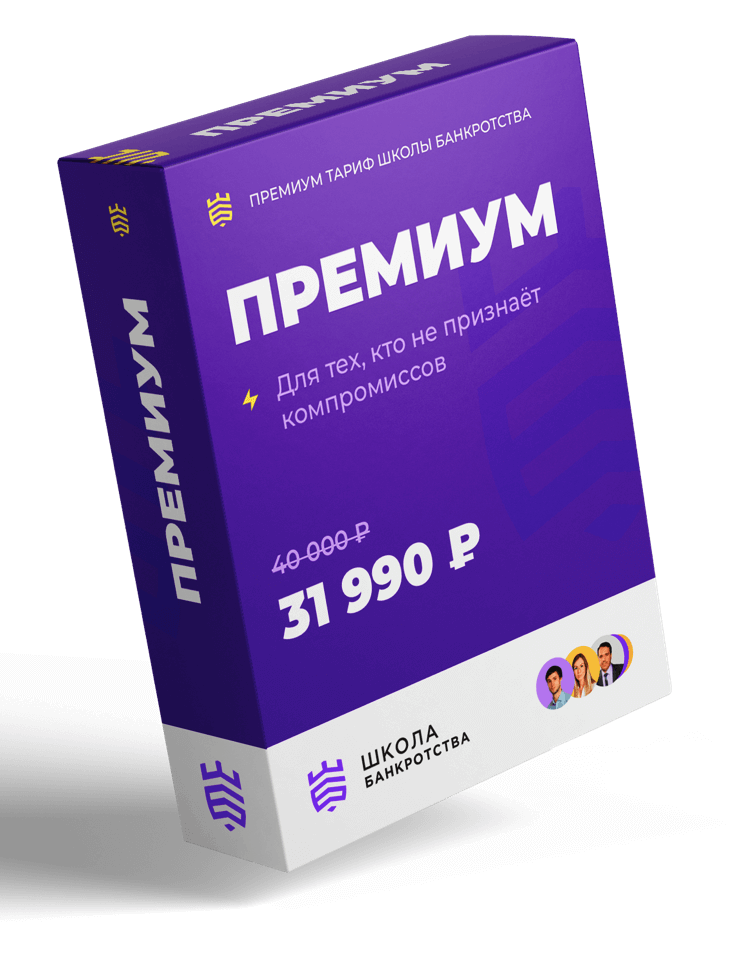 ПРЕМИУМ
ПРЕМИУМ ТАРИФ ШКОЛЫ БАНКРОТСТВА
ПРЕМИУМ
Для тех, кто не признаёт
компромиссов
40 000 ₽
31 990 ₽
ШКОЛА
БАНКРОТСТВА
ПРЕМИУМ